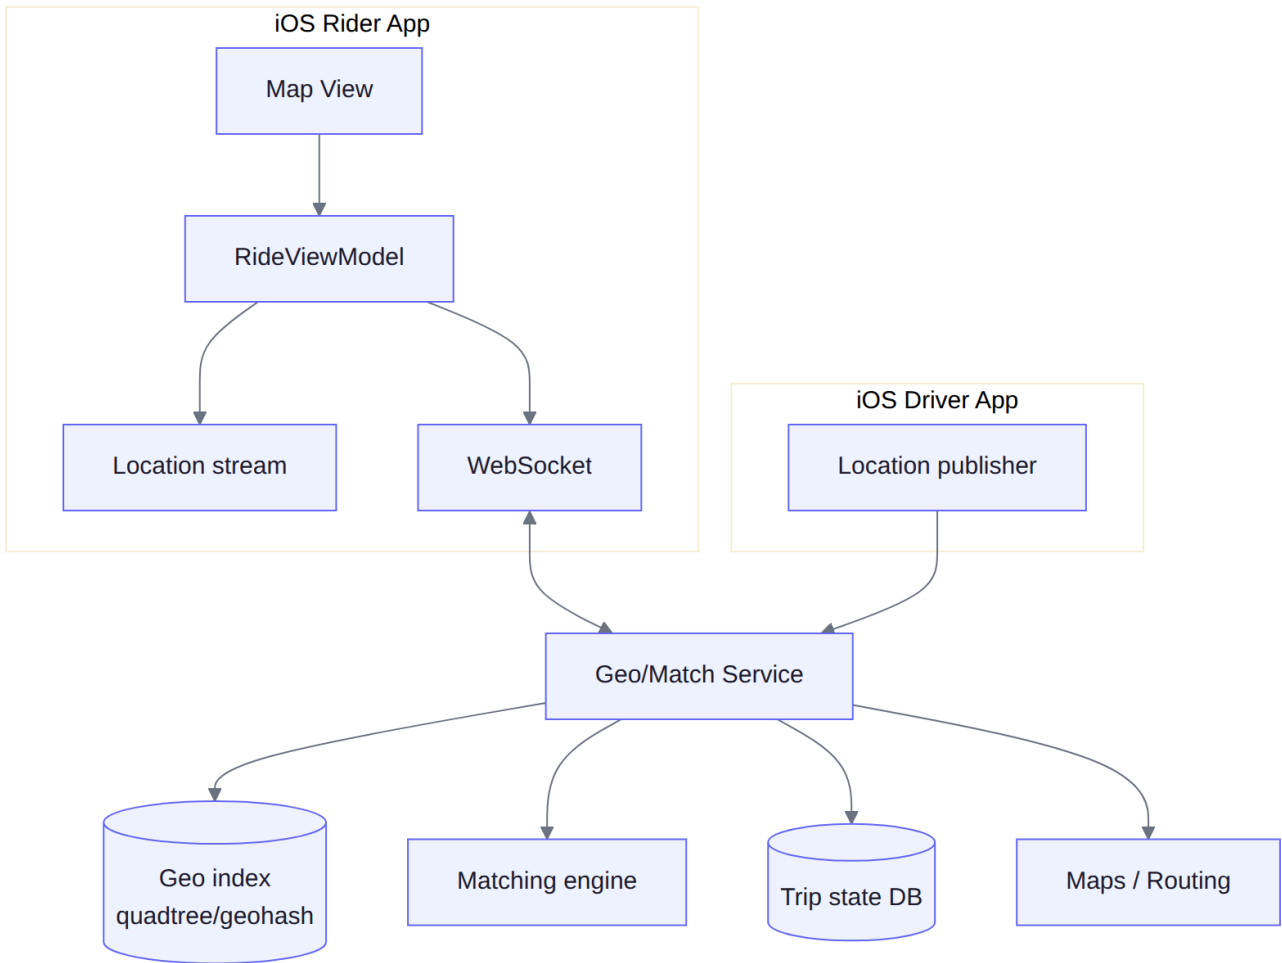 iOS Rider App
Map View
RideViewModel
Location stream
WebSocket
iOS Driver App
Location publisher
Geo/Match Service
Geo index
quadtree/geohash
Matching engine
Trip state DB
Maps / Routing